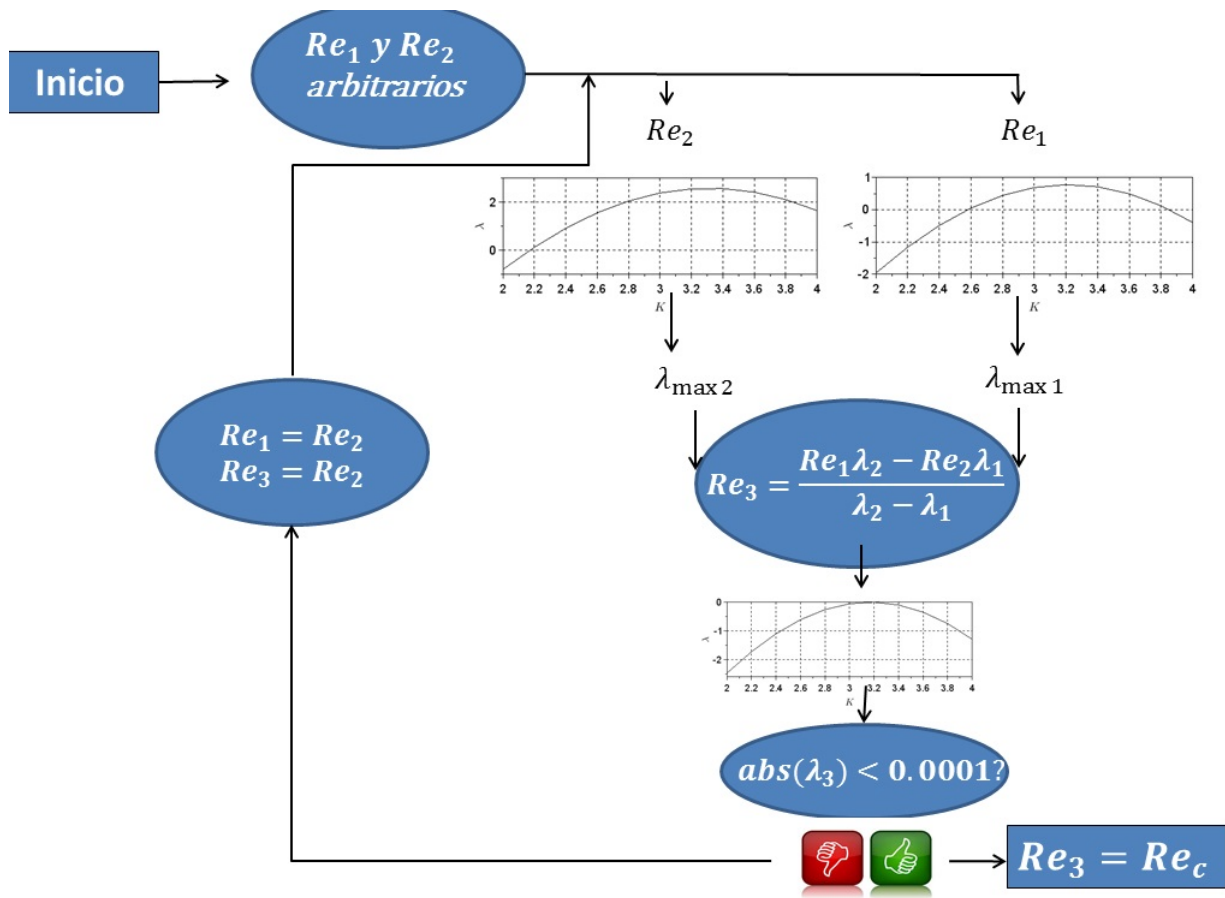 Inicio
Re₁ y Re₂
arbitrarios
Re₂
Re₁
2
0
λ
2 2.2 2.4 2.6 2.8 3 3.2 3.4 3.6 3.8 4
K
1
0
-1
-2
λ
2 2.2 2.4 2.6 2.8 3 3.2 3.4 3.6 3.8 4
K
λmax 2
λmax 1
Re₁ = Re₂
Re₃ = Re₂
Re₃ = (Re₁λ₂ − Re₂λ₁) / (λ₂ − λ₁)
0
-1
-2
λ
2 2.2 2.4 2.6 2.8 3 3.2 3.4 3.6 3.8 4
K
abs(λ₃) < 0.0001?
Re₃ = Re_c